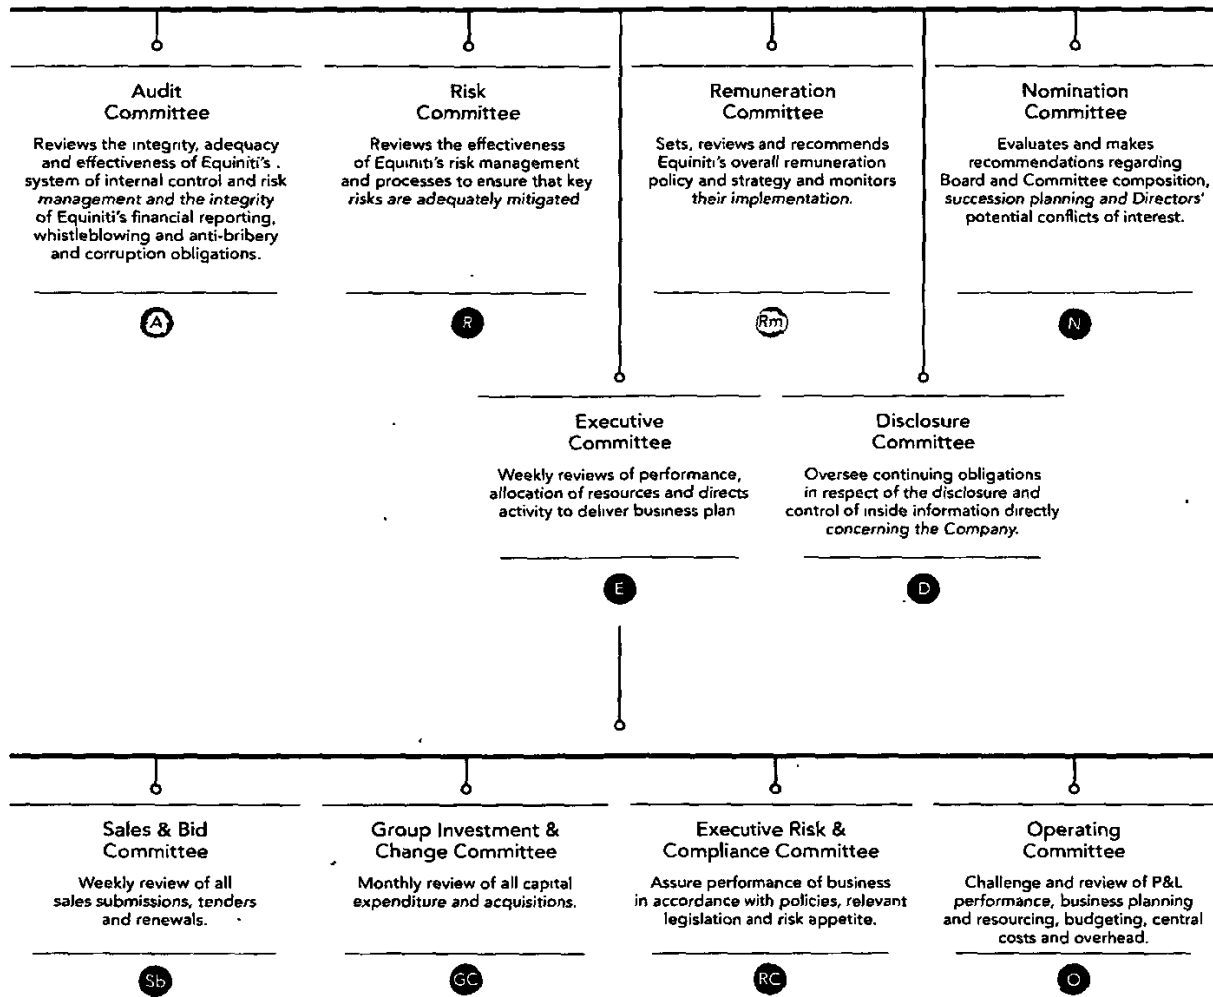 Audit
Committee
Reviews the integrity, adequacy
and effectiveness of Equiniti's .
system of internal control and risk
management and the integrity
of Equiniti's financial reporting,
whistleblowing and anti-bribery
and corruption obligations.
A
Risk
Committee
Reviews the effectiveness
of Equiniti's risk management
and processes to ensure that key
risks are adequately mitigated
R
Remuneration
Committee
Sets, reviews and recommends
Equiniti's overall remuneration
policy and strategy and monitors
their implementation.
Rm
Nomination
Committee
Evaluates and makes
recommendations regarding
Board and Committee composition,
succession planning and Directors'
potential conflicts of interest.
N
Executive
Committee
Weekly reviews of performance,
allocation of resources and directs
activity to deliver business plan
E
Disclosure
Committee
Oversee continuing obligations
in respect of the disclosure and
control of inside information directly
concerning the Company.
D
Sales & Bid
Committee
Weekly review of all
sales submissions, tenders
and renewals.
Sb
Group Investment &
Change Committee
Monthly review of all capital
expenditure and acquisitions.
GC
Executive Risk &
Compliance Committee
Assure performance of business
in accordance with policies, relevant
legislation and risk appetite.
RC
Operating
Committee
Challenge and review of P&L
performance, business planning
and resourcing, budgeting, central
costs and overhead.
O